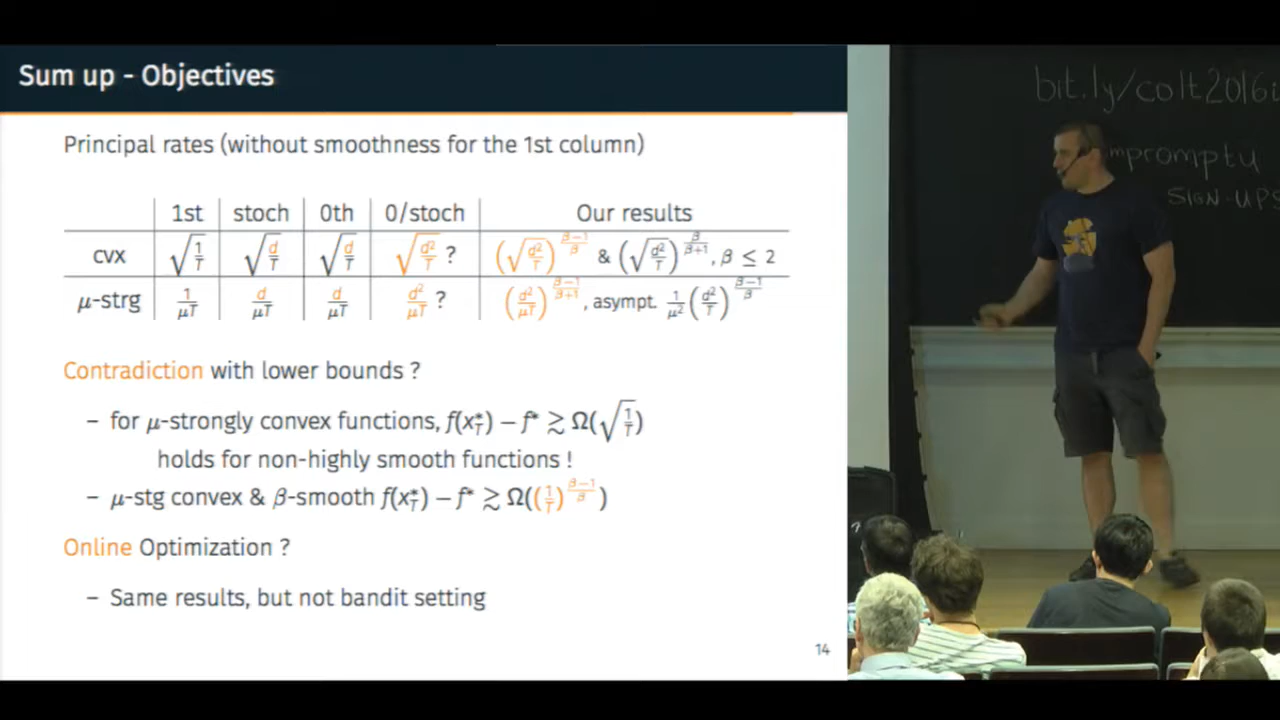 Sum up - Objectives
Principal rates (without smoothness for the 1st column)
1st stoch 0th 0/stoch Our results
cvx √(1/T) √(d/T) √(d/T) √(d²/T) ? (√(d²/T))^((β−1)/β) & (√(d²/T))^(β/(β+1)), β ≤ 2
μ-strg 1/(μT) d/(μT) d/(μT) d²/(μT) ? (d²/(μT))^((β−1)/(β+1)), asympt. 1/μ² (d²/T)^((β−1)/β)
Contradiction with lower bounds ?
– for μ-strongly convex functions, f(x*_T) − f* ≳ Ω(√(1/T))
holds for non-highly smooth functions !
– μ-stg convex & β-smooth f(x*_T) − f* ≳ Ω((1/T)^((β−1)/β))
Online Optimization ?
– Same results, but not bandit setting
14
bit.ly/colt2016i
mpromptu
SIGN-UPS